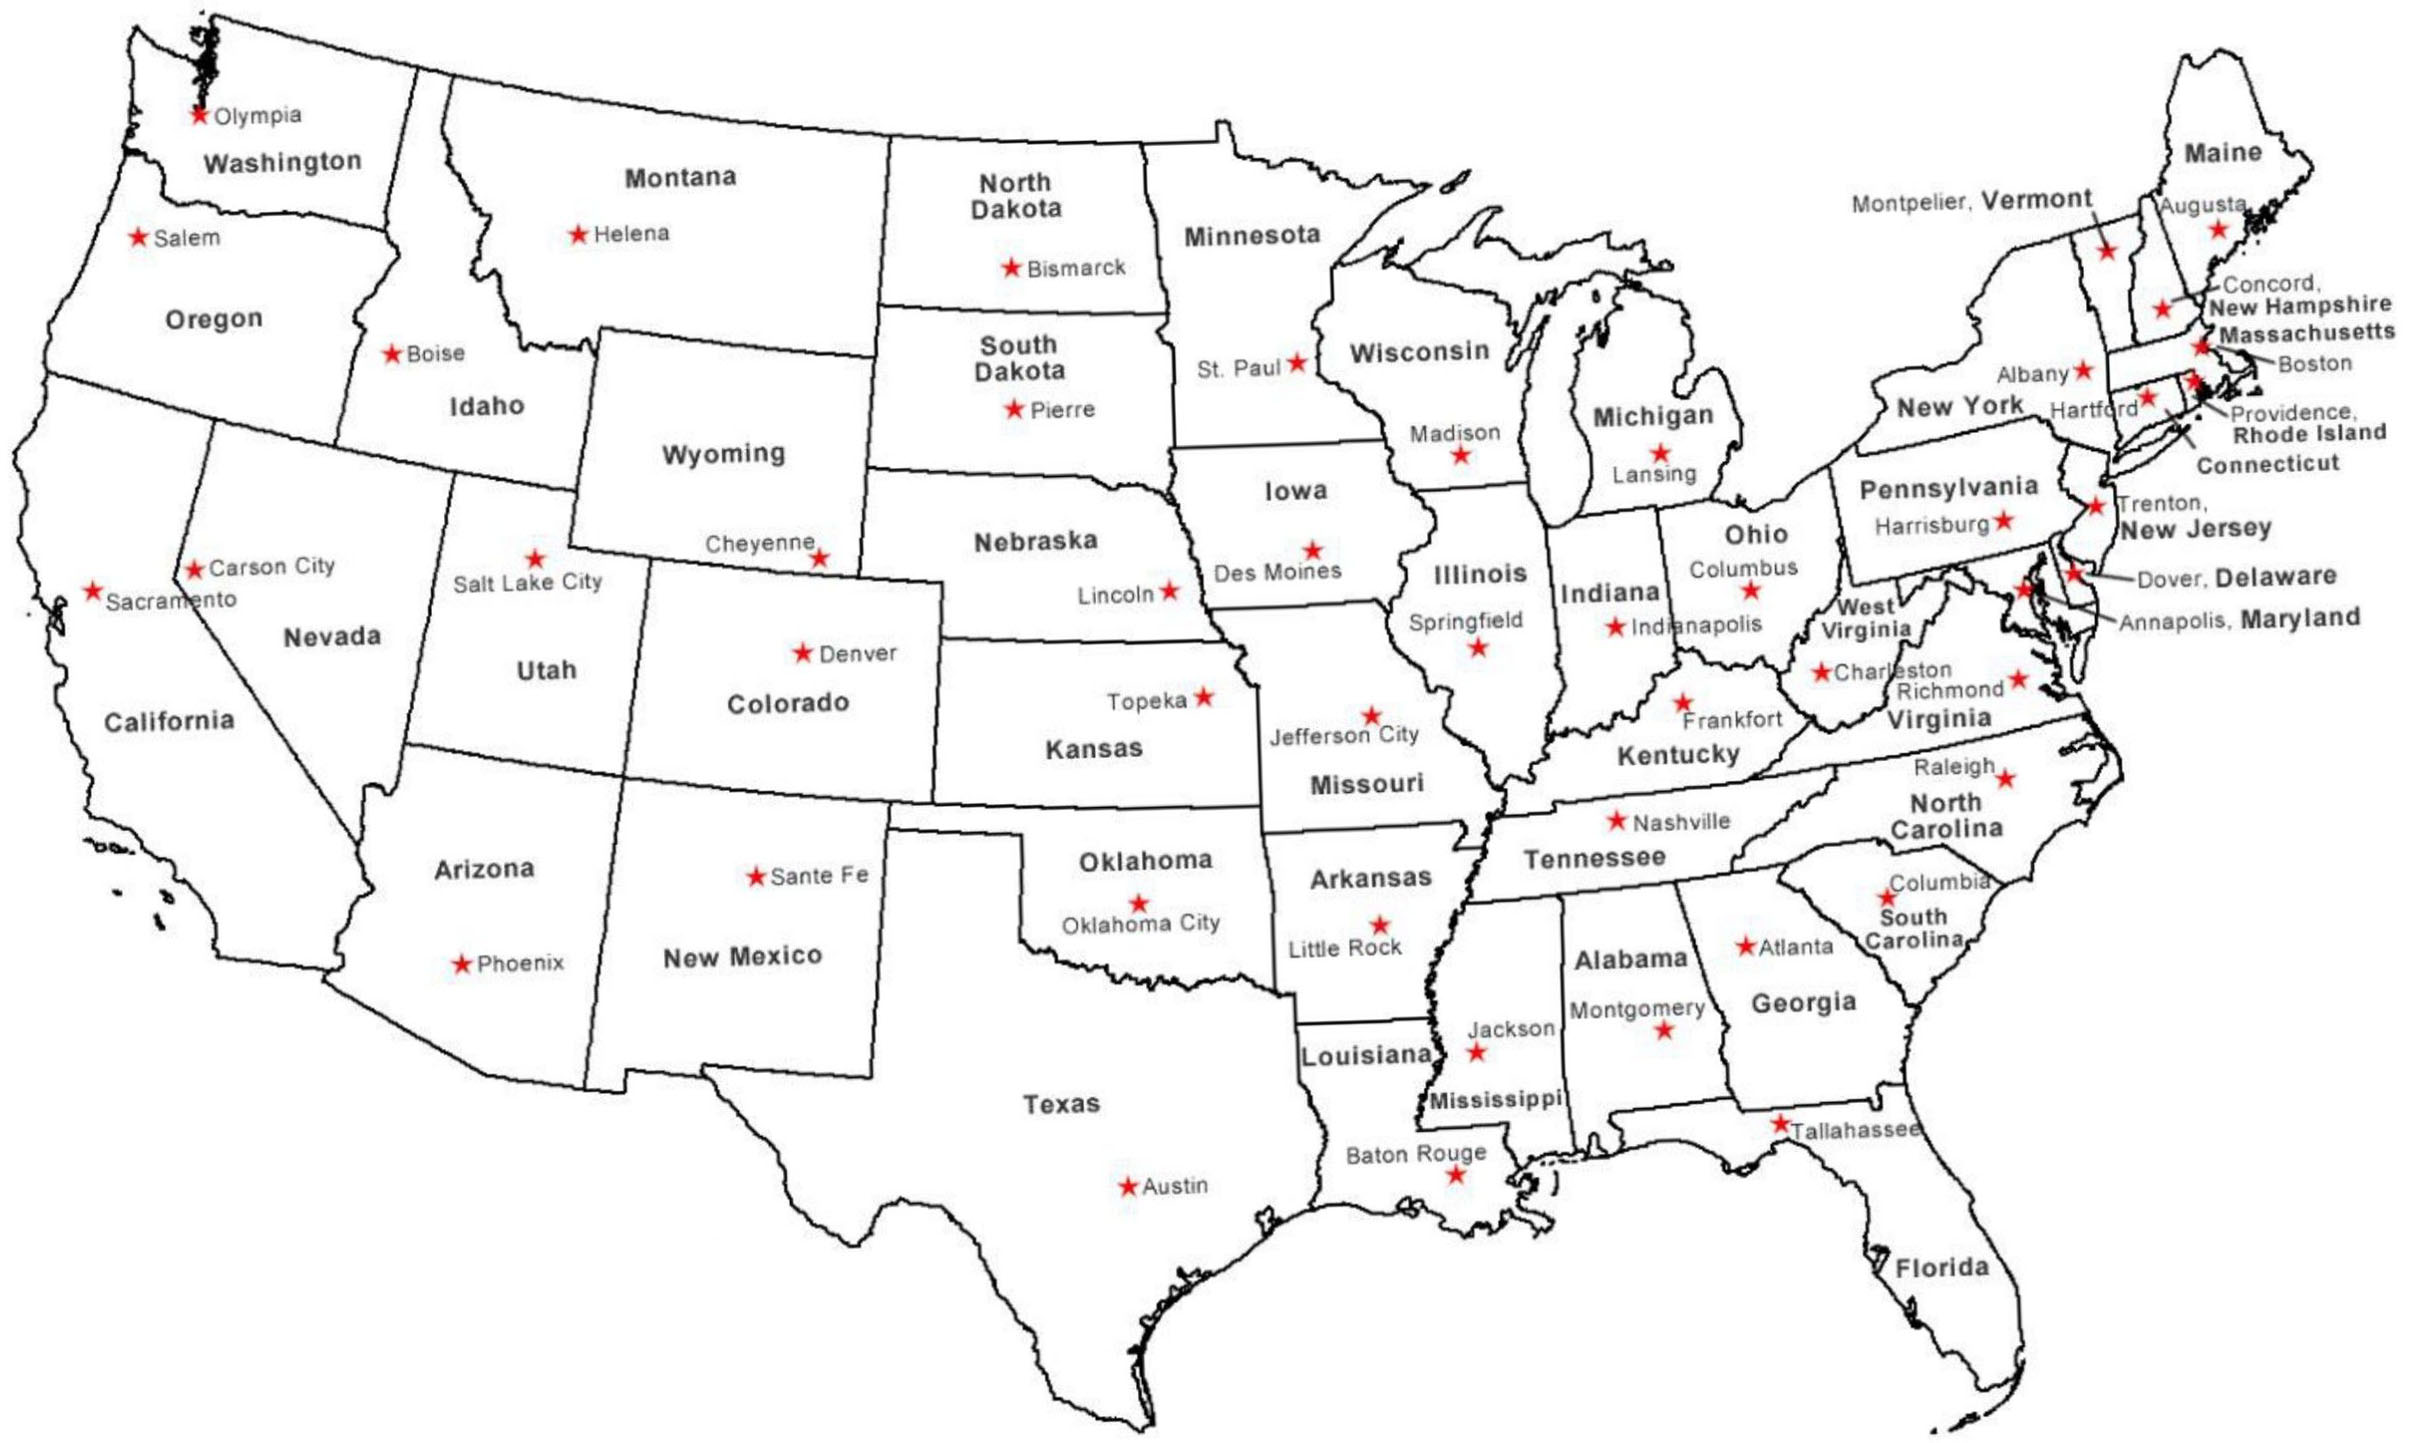 Olympia
Washington
Salem
Oregon
Boise
Idaho
Montana
Helena
North
Dakota
Bismarck
South
Dakota
Pierre
Minnesota
St. Paul
Wisconsin
Madison
Michigan
Lansing
Wyoming
Cheyenne
Nebraska
Lincoln
Iowa
Des Moines
Carson City
Sacramento
Nevada
California
Salt Lake City
Utah
Denver
Colorado
Topeka
Kansas
Jefferson City
Missouri
Illinois
Springfield
Indiana
Indianapolis
Ohio
Columbus
Arizona
Phoenix
Sante Fe
New Mexico
Oklahoma
Oklahoma City
Arkansas
Little Rock
Texas
Austin
Louisiana
Baton Rouge
Jackson
Mississippi
Alabama
Montgomery
Atlanta
Georgia
Tallahassee
Florida
Columbia
South
Carolina
Raleigh
North
Carolina
Nashville
Tennessee
Frankfort
Kentucky
West
Virginia
Charleston
Richmond
Virginia
Pennsylvania
Harrisburg
Albany
New York
Hartford
Montpelier, Vermont
Maine
Augusta
Concord,
New Hampshire
Massachusetts
Boston
Providence,
Rhode Island
Connecticut
Trenton,
New Jersey
Dover, Delaware
Annapolis, Maryland